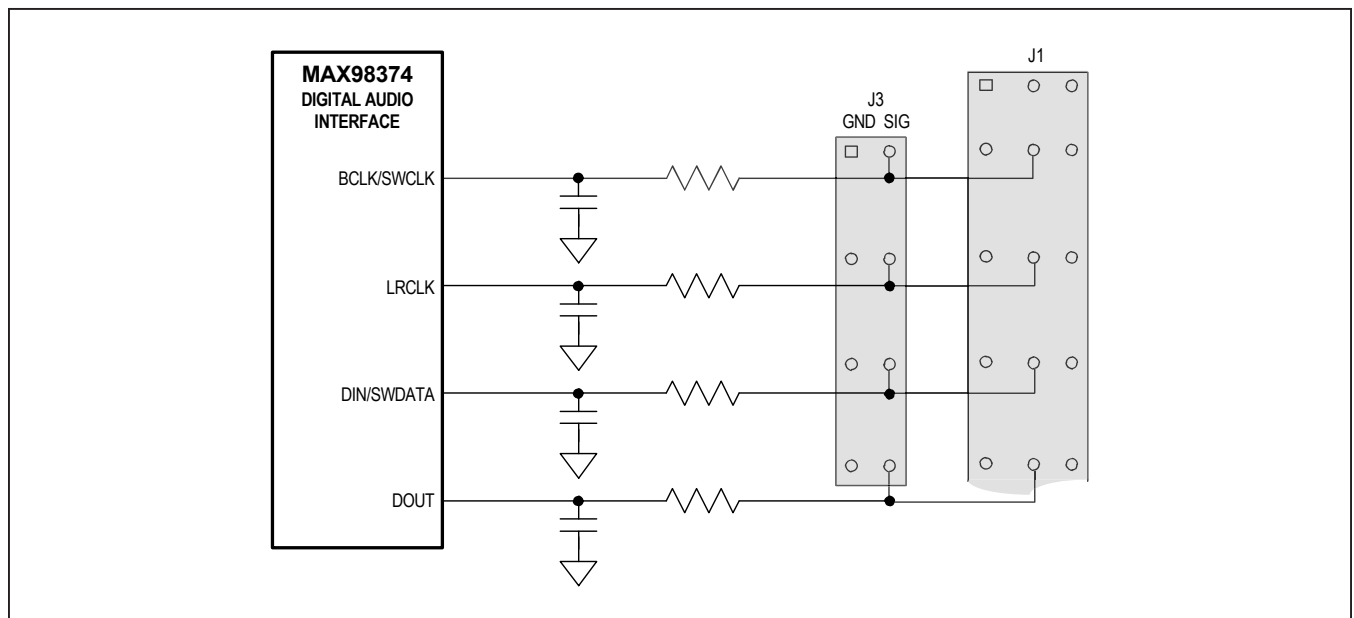 MAX98374
DIGITAL AUDIO
INTERFACE
BCLK/SWCLK
LRCLK
DIN/SWDATA
DOUT
J3
GND SIG
J1